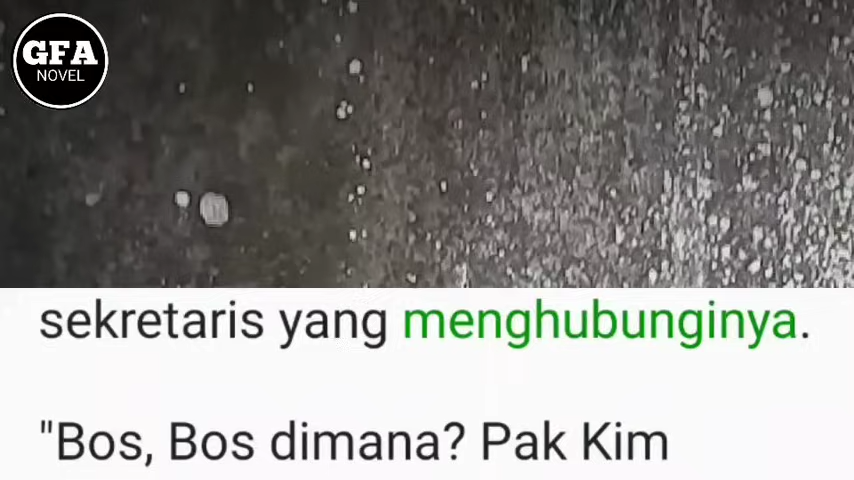 GFA
NOVEL
sekretaris yang menghubunginya.
"Bos, Bos dimana? Pak Kim